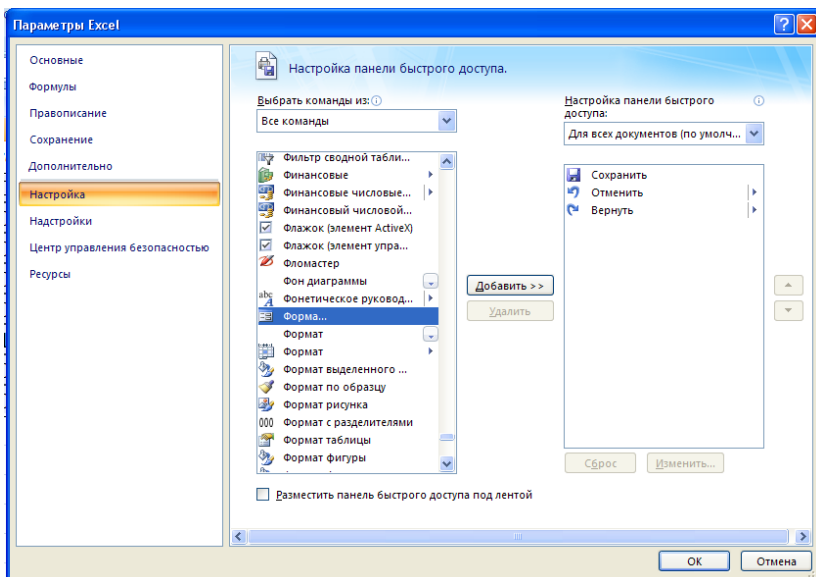 Параметры Excel
Основные
Формулы
Правописание
Сохранение
Дополнительно
Настройка
Надстройки
Центр управления безопасностью
Ресурсы
Настройка панели быстрого доступа.
Выбрать команды из:
Все команды
Фильтр сводной табли...
Финансовые
Финансовые числовые...
Финансовый числовой...
Флажок (элемент ActiveX)
Флажок (элемент упра...
Фломастер
Фон диаграммы
Фонетическое руковод...
Форма...
Формат
Формат
Формат выделенного ...
Формат по образцу
Формат рисунка
000 Формат с разделителями
Формат таблицы
Формат фигуры
Разместить панель быстрого доступа под лентой
Добавить >>
Удалить
Настройка панели быстрого
доступа:
Для всех документов (по умолч...
Сохранить
Отменить
Вернуть
Сброс
Изменить...
ОК
Отмена